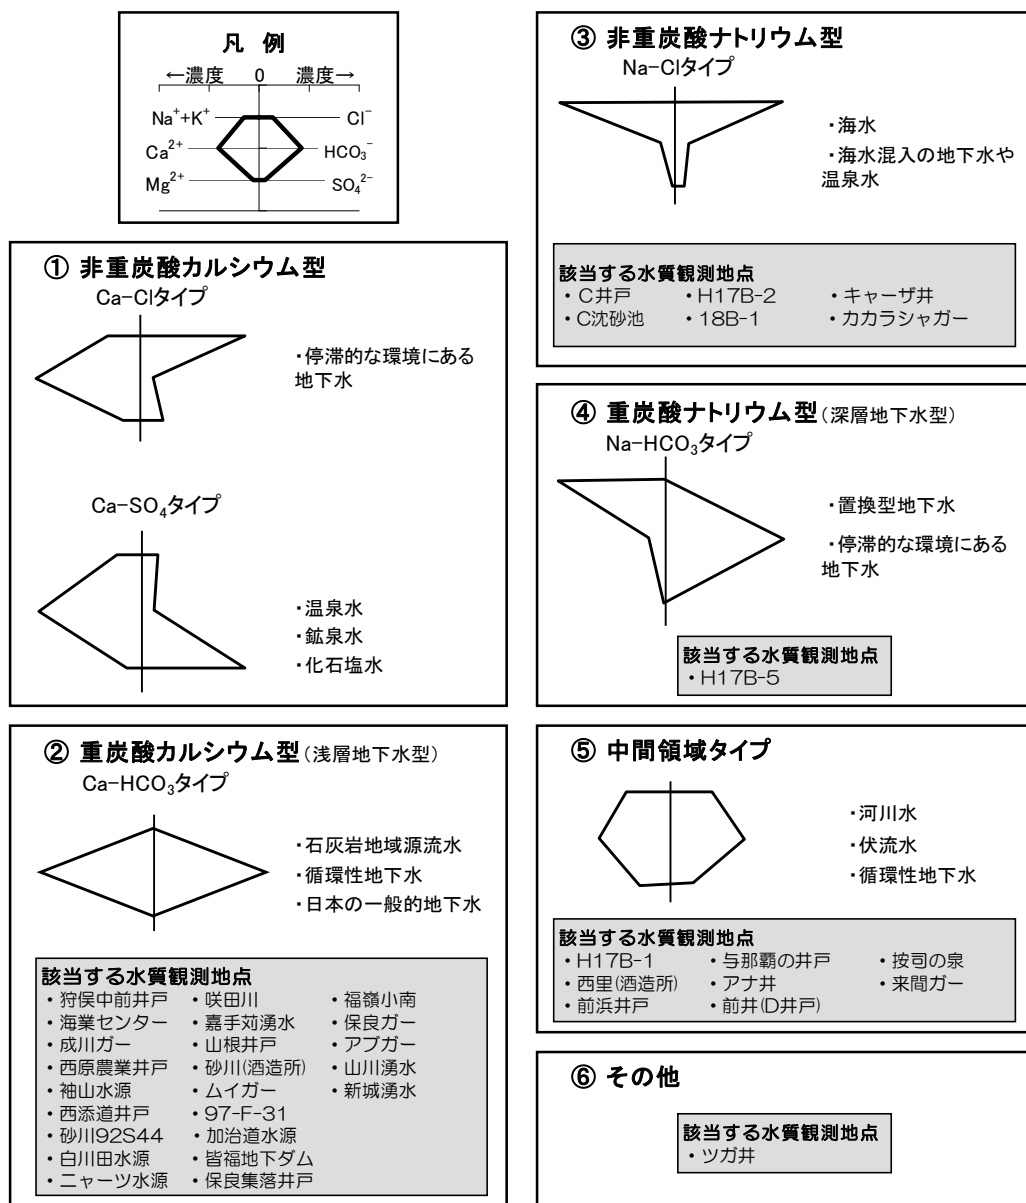 凡 例
←濃度 0 濃度→
Na⁺+K⁺ Cl⁻
Ca²⁺ HCO₃⁻
Mg²⁺ SO₄²⁻
① 非重炭酸カルシウム型
Ca-Clタイプ
・停滞的な環境にある
地下水
Ca-SO₄タイプ
・温泉水
・鉱泉水
・化石塩水
② 重炭酸カルシウム型(浅層地下水型)
Ca-HCO₃タイプ
・石灰岩地域源流水
・循環性地下水
・日本の一般的地下水
該当する水質観測地点
・狩俣中前井戸 ・咲田川 ・福嶺小南
・海業センター ・嘉手苅湧水 ・保良ガー
・成川ガー ・山根井戸 ・アブガー
・西原農業井戸 ・砂川(酒造所) ・山川湧水
・袖山水源 ・ムイガー ・新城湧水
・西添道井戸 ・97-F-31
・砂川92S44 ・加治道水源
・白川田水源 ・皆福地下ダム
・ニャーツ水源 ・保良集落井戸
③ 非重炭酸ナトリウム型
Na-Clタイプ
・海水
・海水混入の地下水や
温泉水
該当する水質観測地点
・C井戸 ・H17B-2 ・キャーザ井
・C沈砂池 ・18B-1 ・カカラシャガー
④ 重炭酸ナトリウム型(深層地下水型)
Na-HCO₃タイプ
・置換型地下水
・停滞的な環境にある
地下水
該当する水質観測地点
・H17B-5
⑤ 中間領域タイプ
・河川水
・伏流水
・循環性地下水
該当する水質観測地点
・H17B-1 ・与那覇の井戸 ・按司の泉
・西里(酒造所) ・アナ井 ・来間ガー
・前浜井戸 ・前井(D井戸)
⑥ その他
該当する水質観測地点
・ツガ井